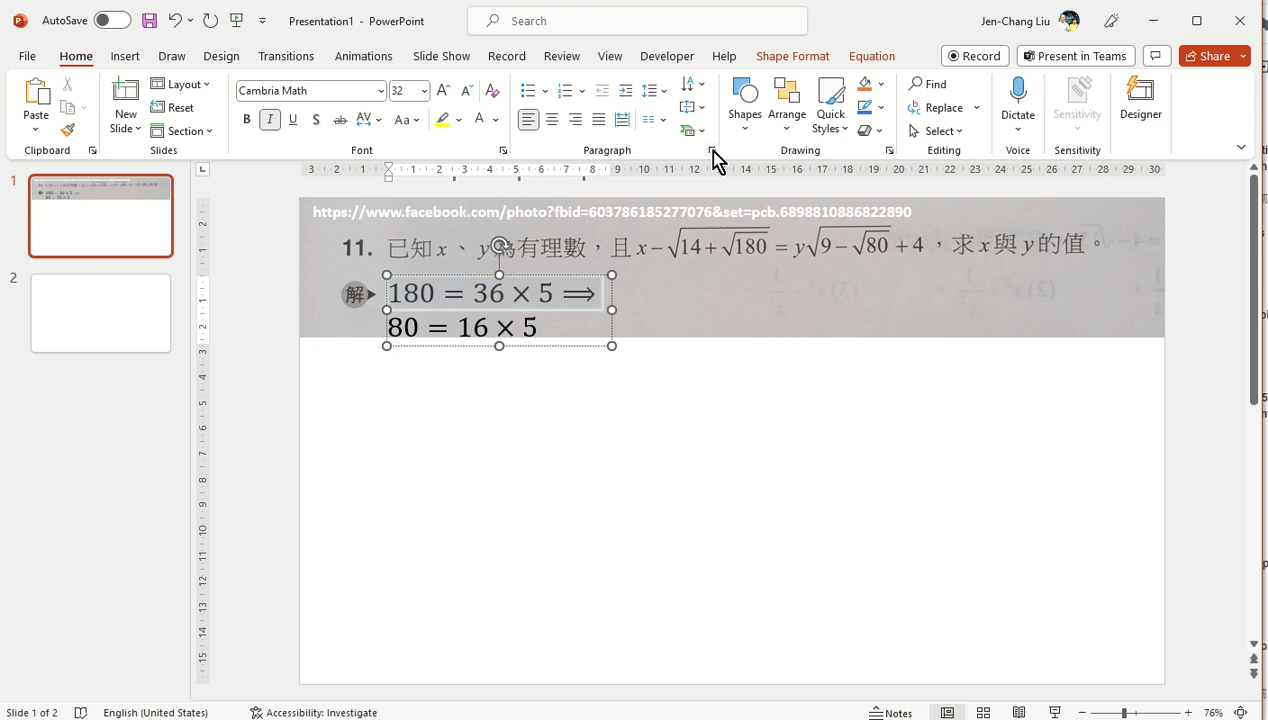 AutoSave Off Presentation1 - PowerPoint Search Jen-Chang Liu
File Home Insert Draw Design Transitions Animations Slide Show Record Review View Developer Help Shape Format Equation Record Present in Teams Share
Paste New Slide Layout Reset Section Cambria Math 32 Shapes Arrange Quick Styles Find Replace Select Dictate Sensitivity Designer
Clipboard Slides Font Paragraph Drawing Editing Sensitivity Voice
1
2
https://www.facebook.com/photo?fbid=603786185277076&set=pcb.6898810886822890
11. 已知 x、y 為有理數,且 x−√(14+√180) = y√(9−√80) + 4,求 x 與 y 的值。
解 180 = 36 × 5 ⟹
80 = 16 × 5
Slide 1 of 2 English (United States) Accessibility: Investigate Notes 76%